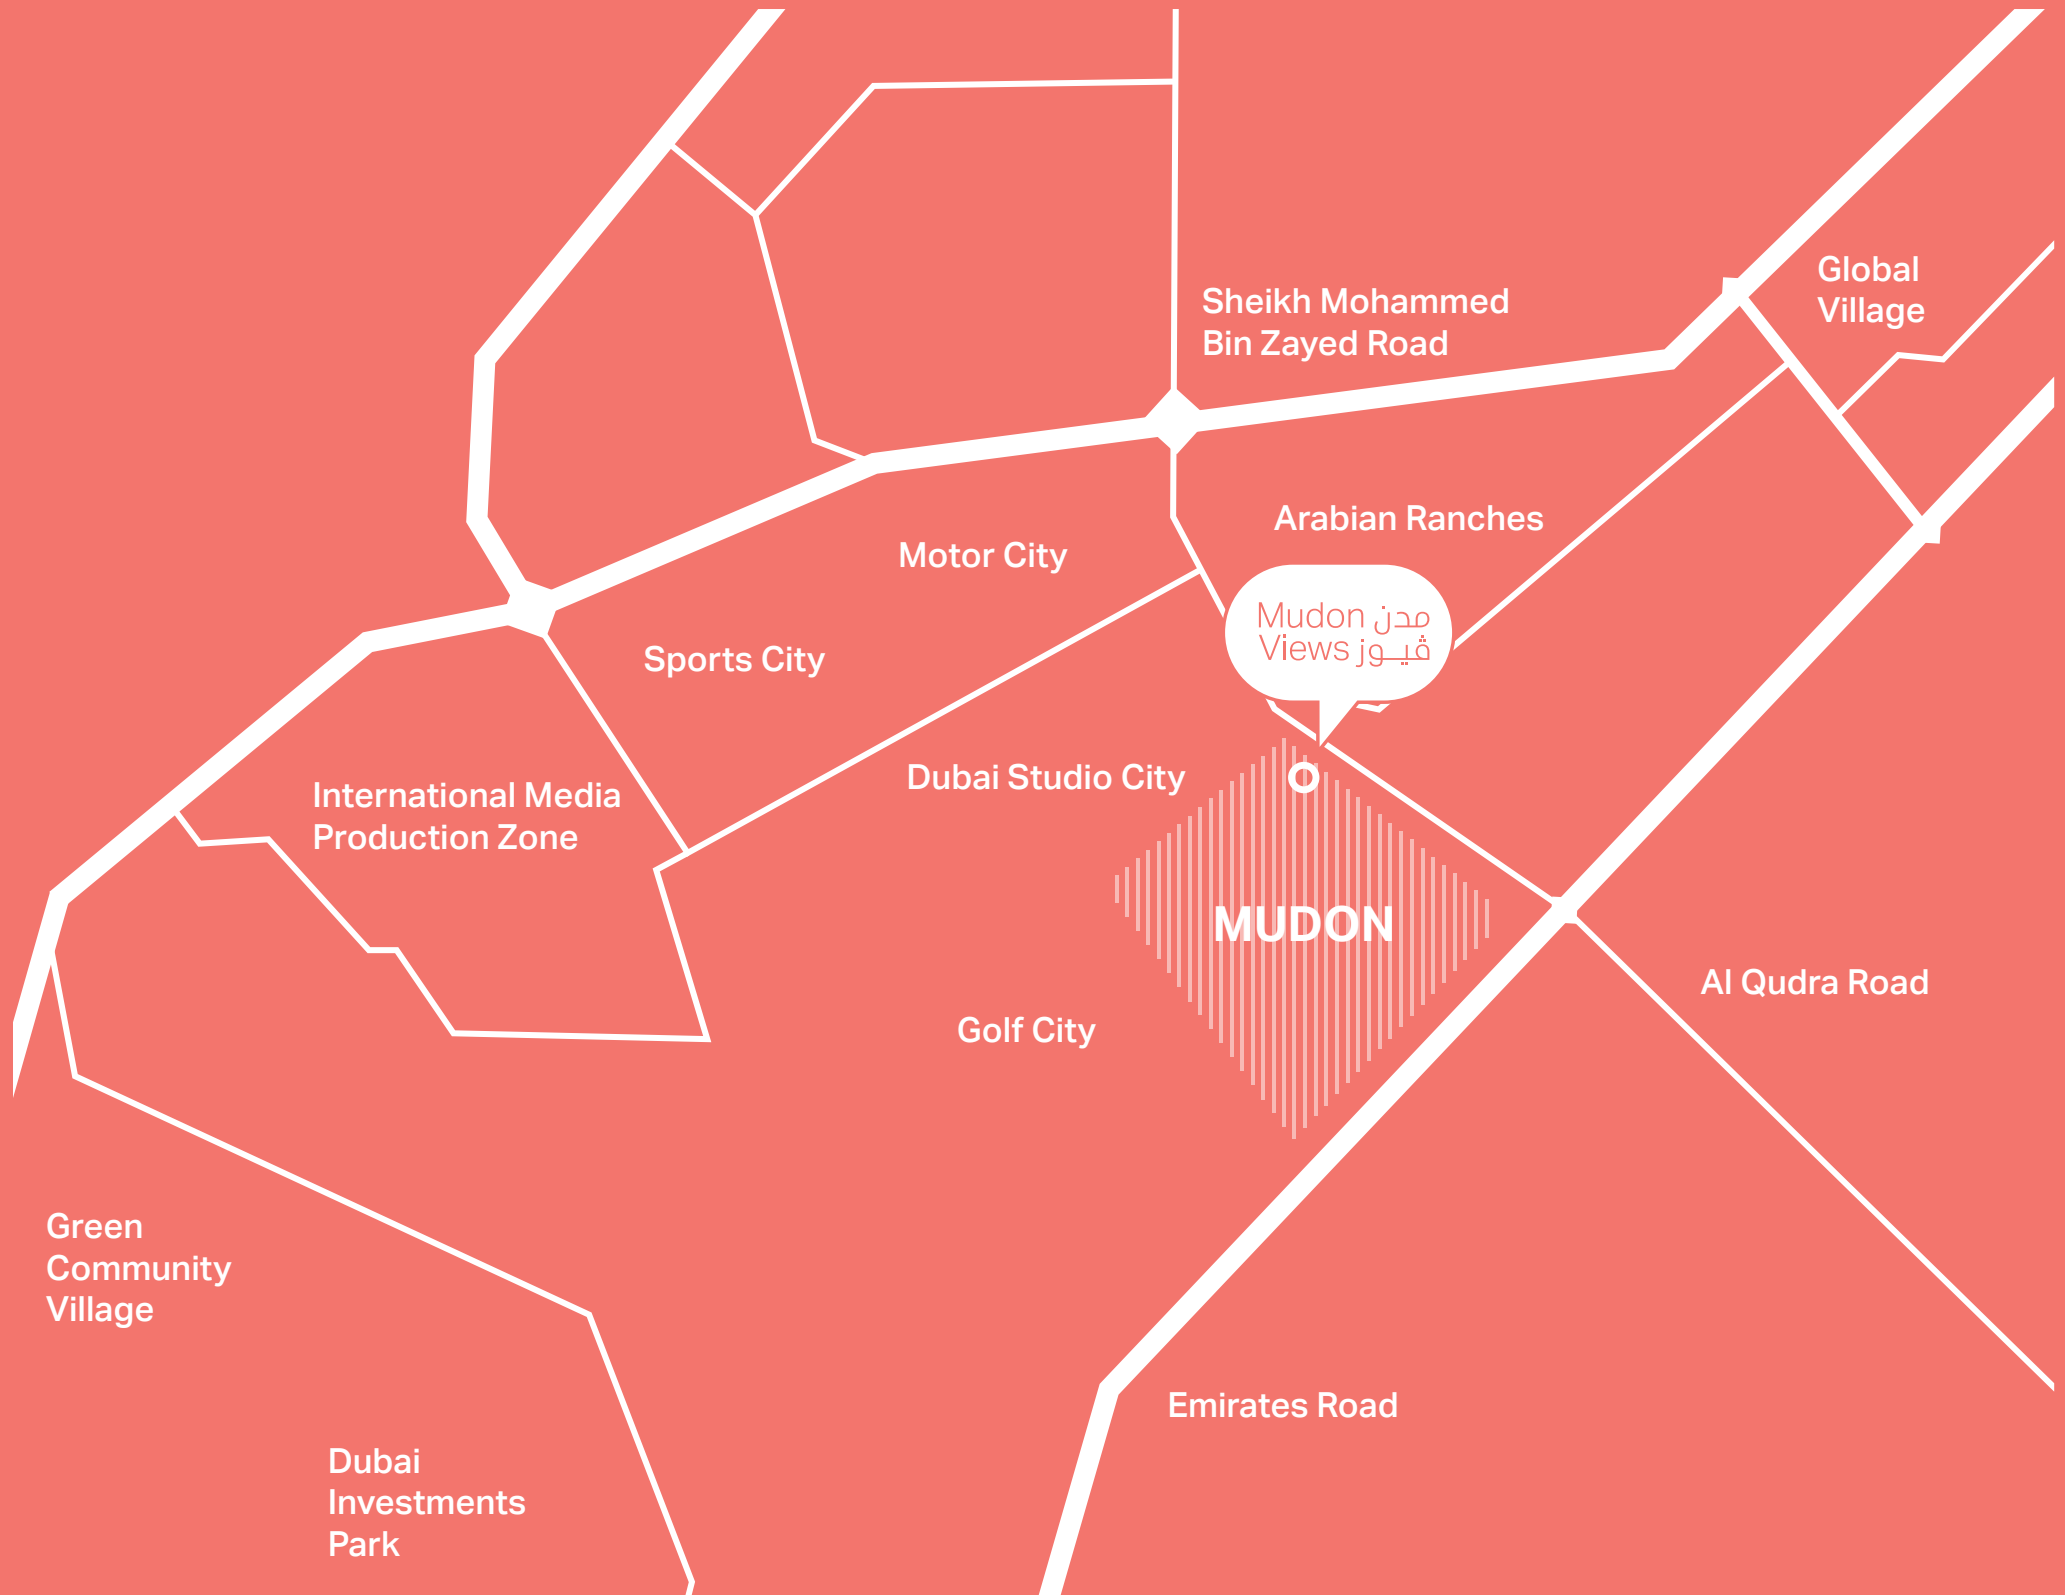 Global
Village
Sheikh Mohammed
Bin Zayed Road
Arabian Ranches
Motor City
Mudon مدن
Views ڤيـوز
Sports City
Dubai Studio City
International Media
Production Zone
MUDON
Al Qudra Road
Golf City
Green
Community
Village
Emirates Road
Dubai
Investments
Park